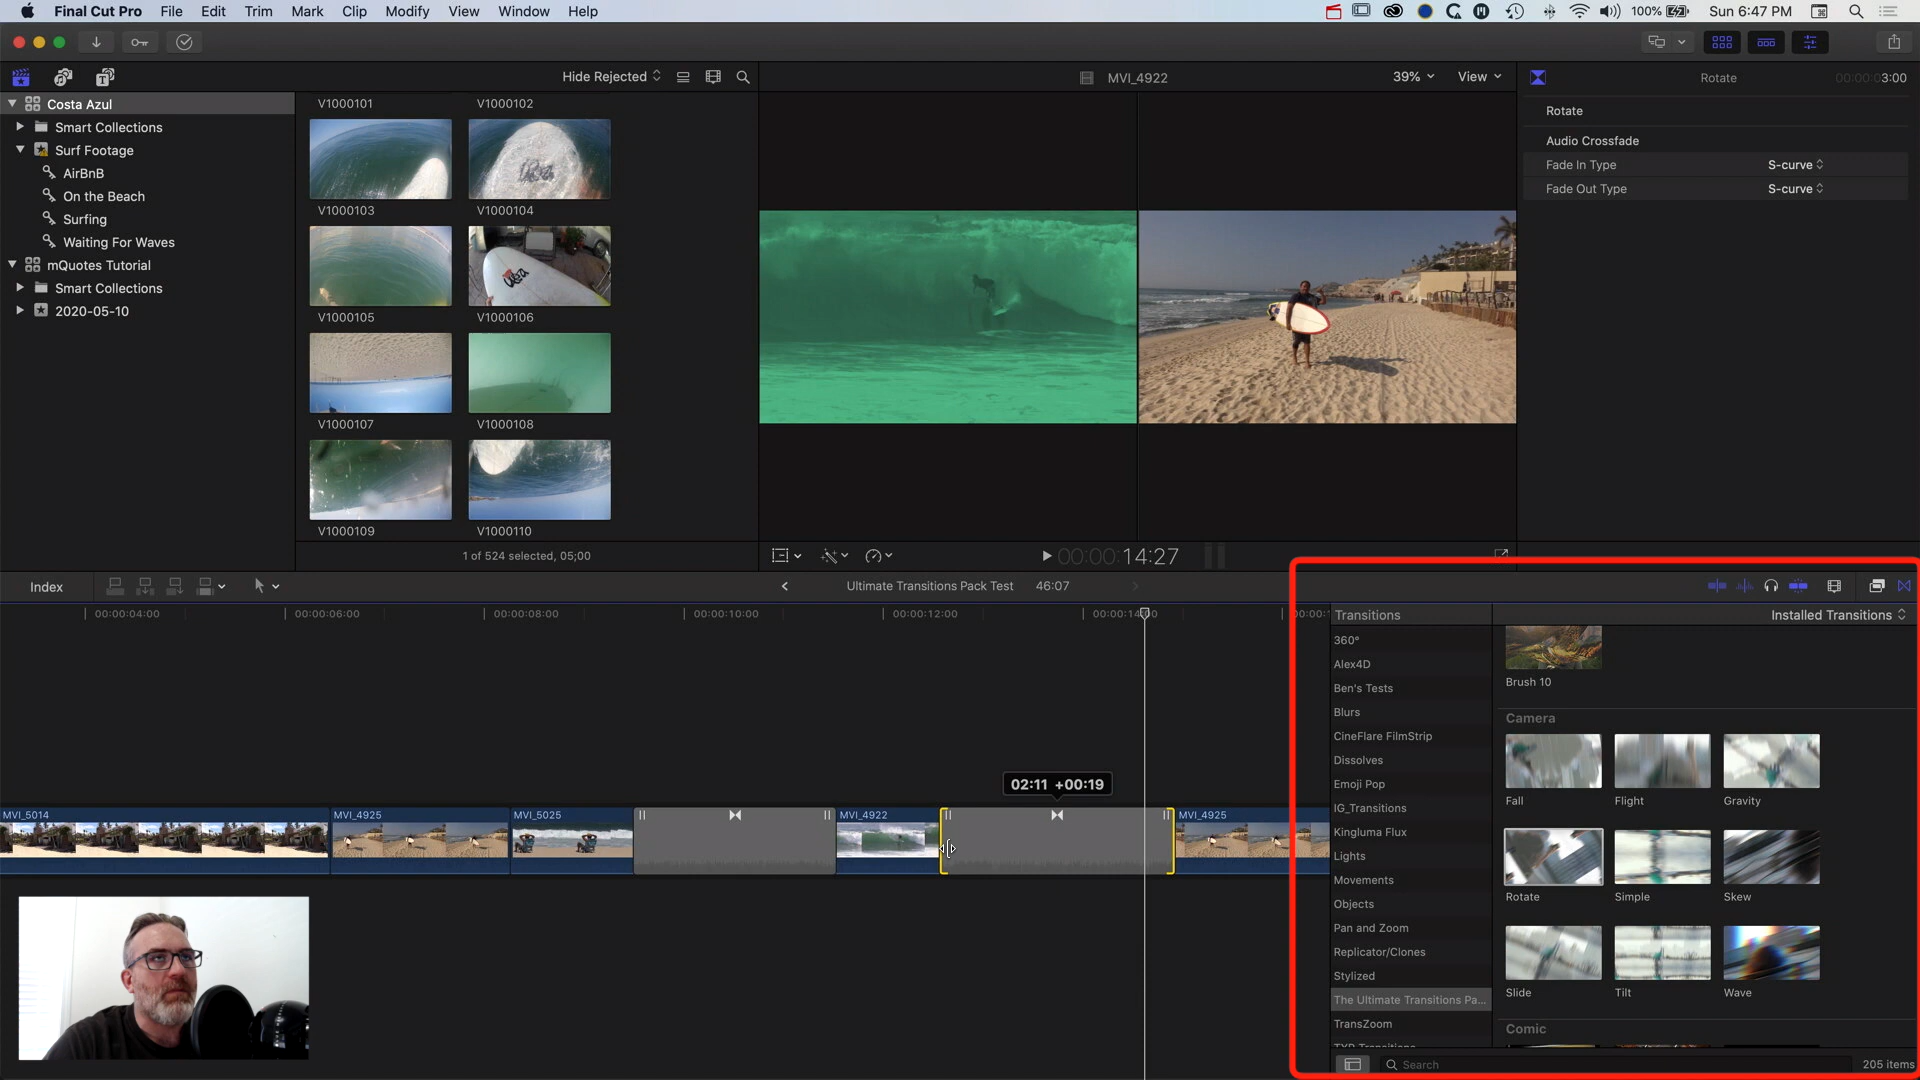 Final Cut Pro File Edit Trim Mark Clip Modify View Window Help 100% Sun 6:47 PM
Hide Rejected MVI_4922 39% View Rotate 00:00:03:00
Costa Azul
Smart Collections
Surf Footage
AirBnB
On the Beach
Surfing
Waiting For Waves
mQuotes Tutorial
Smart Collections
2020-05-10
V1000101 V1000102
V1000103 V1000104
V1000105 V1000106
V1000107 V1000108
V1000109 V1000110
1 of 524 selected, 05;00
Rotate
Audio Crossfade
Fade In Type S-curve
Fade Out Type S-curve
00:00:14:27
Index Ultimate Transitions Pack Test 46:07
00:00:04:00 00:00:06:00 00:00:08:00 00:00:10:00 00:00:12:00 00:00:14:00
02:11 +00:19
MVI_5014 MVI_4925 MVI_5025 MVI_4922 MVI_4925
Transitions Installed Transitions
360°
Alex4D
Ben's Tests
Blurs
CineFlare FilmStrip
Dissolves
Emoji Pop
IG_Transitions
Kingluma Flux
Lights
Movements
Objects
Pan and Zoom
Replicator/Clones
Stylized
The Ultimate Transitions Pa...
TransZoom
Brush 10
Camera
Fall Flight Gravity
Rotate Simple Skew
Slide Tilt Wave
Comic
Search 205 items